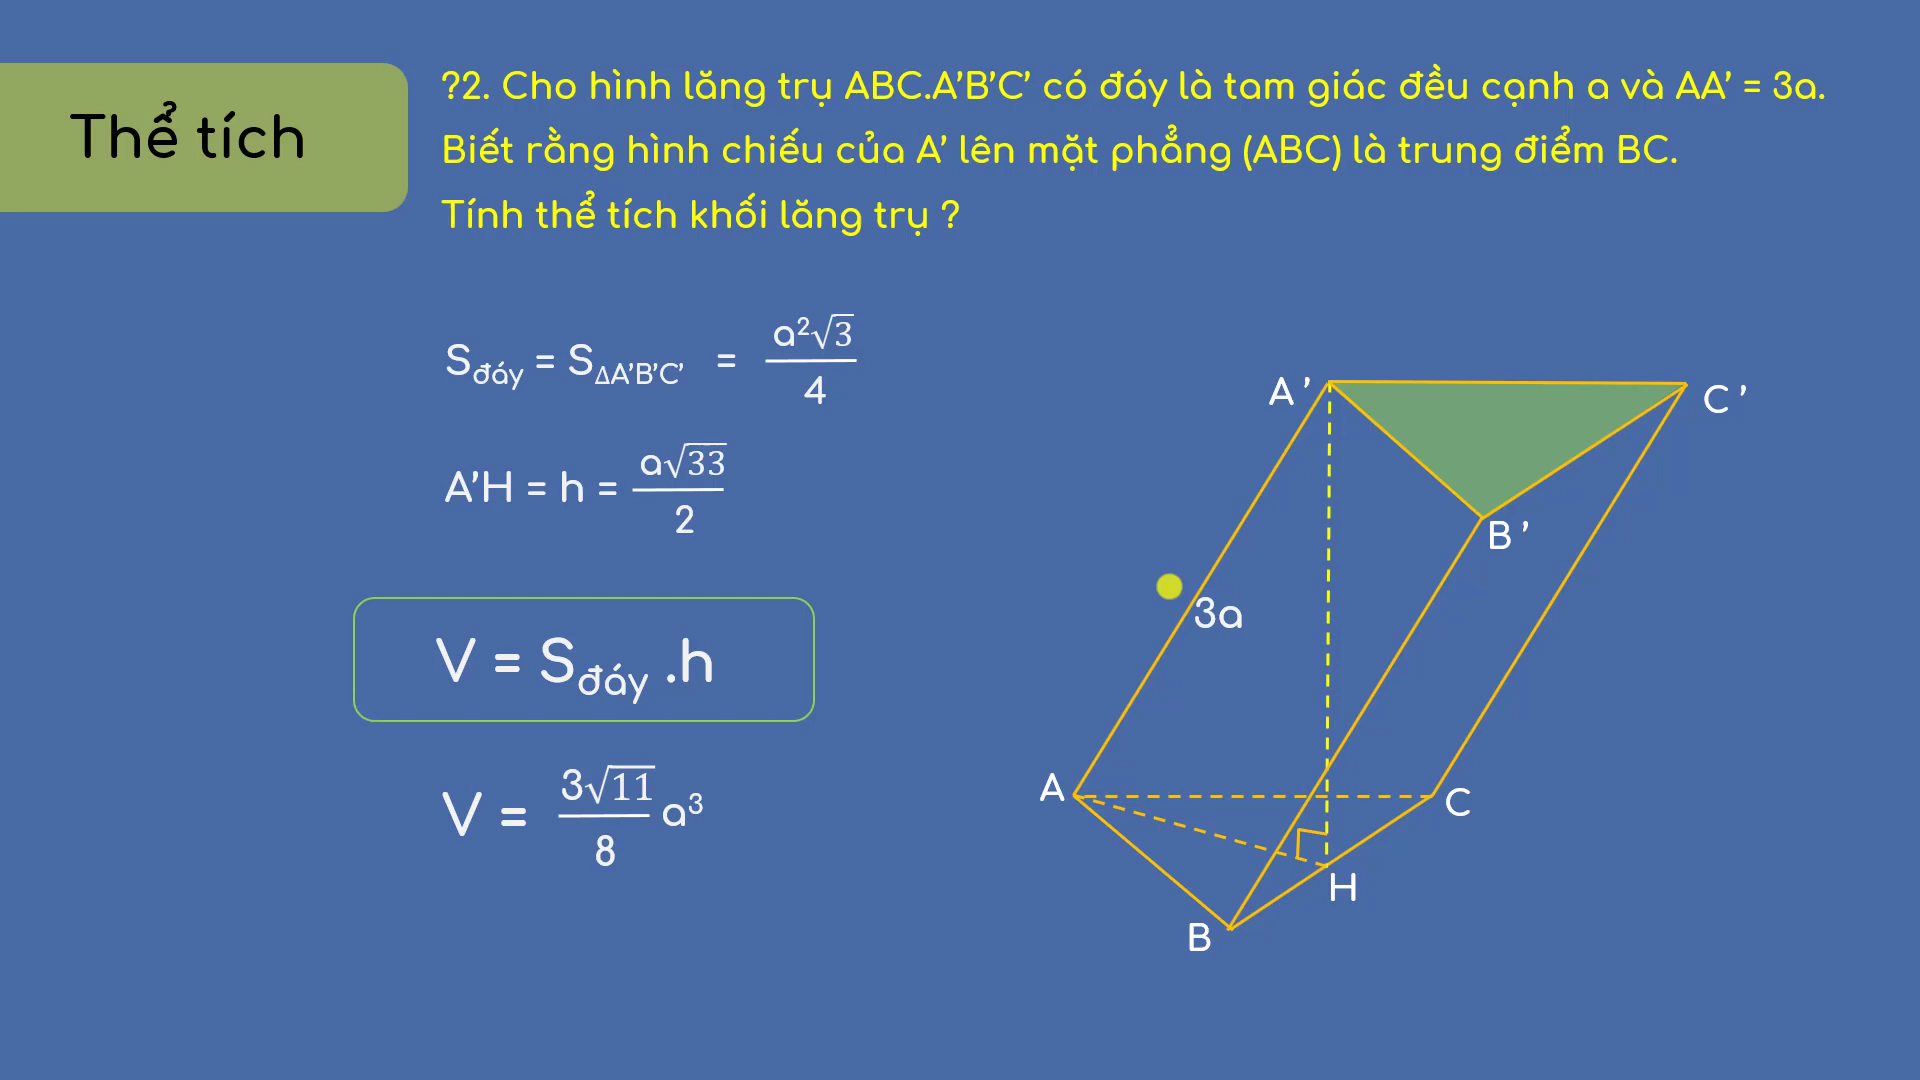 Thể tích
?2. Cho hình lăng trụ ABC.A’B’C’ có đáy là tam giác đều cạnh a và AA’ = 3a.
Biết rằng hình chiếu của A’ lên mặt phẳng (ABC) là trung điểm BC.
Tính thể tích khối lăng trụ ?
Sđáy = SΔA’B’C’ = a²√3 / 4
A’H = h = a√33 / 2
V = Sđáy .h
V = 3√11 / 8 a³
A ’
C ’
B ’
3a
A
C
H
B